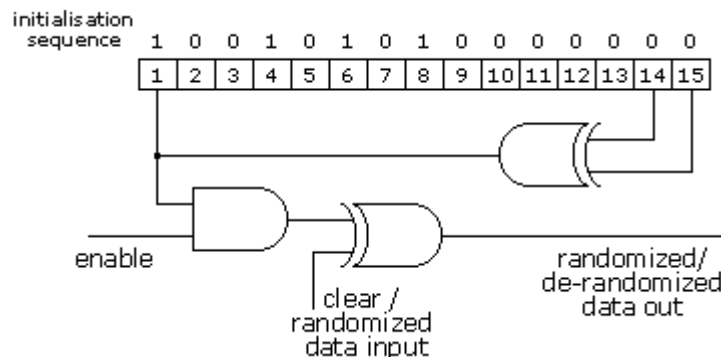 initialisation
sequence 1 0 0 1 0 1 0 1 0 0 0 0 0 0 0
1 2 3 4 5 6 7 8 9 10 11 12 13 14 15
enable
clear /
randomized
data input
randomized/
de-randomized
data out